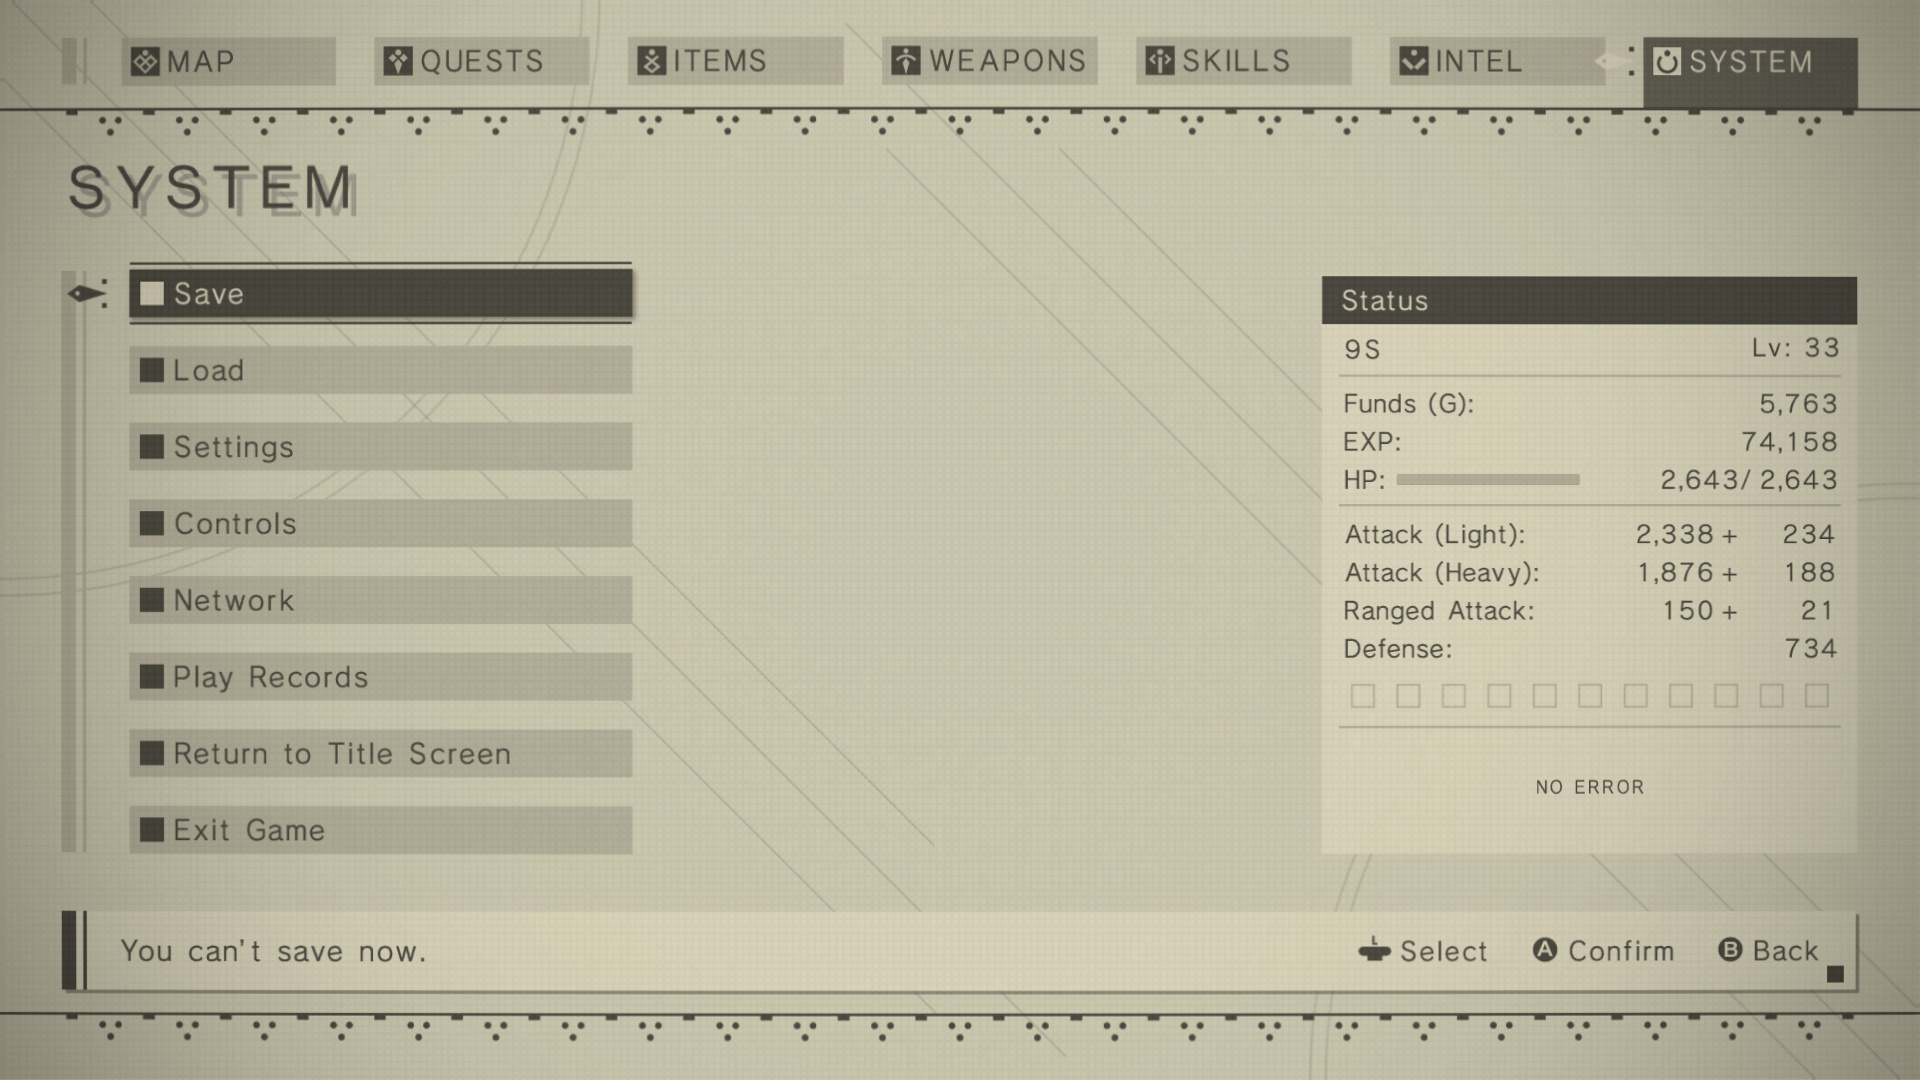 MAP QUESTS ITEMS WEAPONS SKILLS INTEL SYSTEM
SYSTEM
Save
Load
Settings
Controls
Network
Play Records
Return to Title Screen
Exit Game
Status
9S Lv: 33
Funds (G): 5,763
EXP: 74,158
HP: 2,643/ 2,643
Attack (Light): 2,338 + 234
Attack (Heavy): 1,876 + 188
Ranged Attack: 150 + 21
Defense: 734
NO ERROR
You can't save now.
L Select A Confirm B Back